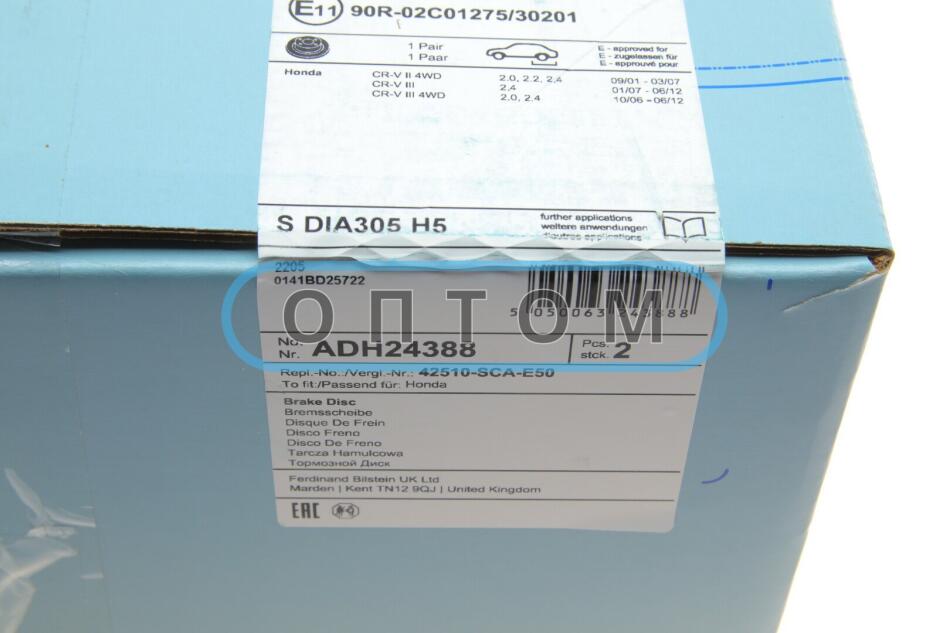 E11 90R-02C01275/30201
1 Pair
1 Paar
E - approved for
E - zugelassen für
E - approuvé pour
Honda
CR-V II 4WD 2.0, 2.2, 2,4 09/01 - 03/07
CR-V III 2,4 01/07 - 06/12
CR-V III 4WD 2.0, 2.4 10/06 - 06/12
S DIA305 H5
further applications
weitere anwendungen
d'autres applications
2205
0141BD25722
5 050063 243888
ОПТОМ
No.
Nr. ADH24388
Pcs.
stck. 2
Repl.-No.:/Vergl.-Nr.: 42510-SCA-E50
To fit:/Passend für: Honda
Brake Disc
Bremsscheibe
Disque De Frein
Disco Freno
Disco De Freno
Tarcza Hamulcowa
Тормозной Диск
Ferdinand Bilstein UK Ltd
Marden | Kent TN12 9QJ | United Kingdom
EAC